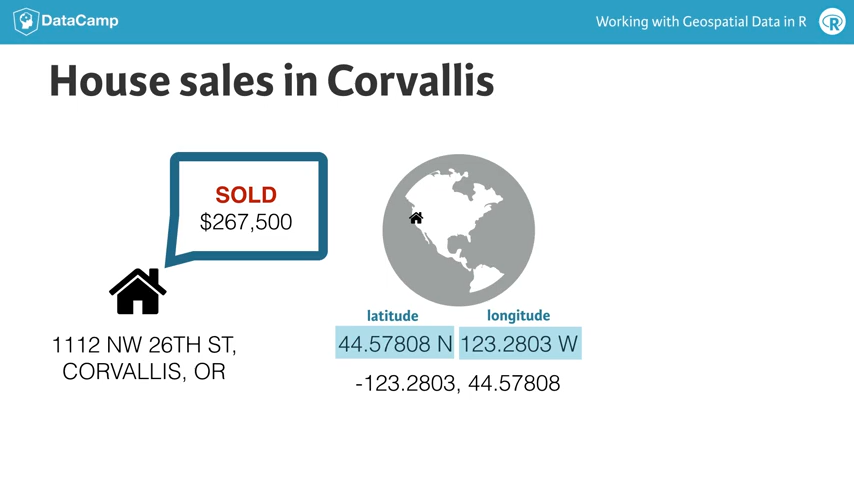 DataCamp
Working with Geospatial Data in R
R
House sales in Corvallis
SOLD
$267,500
1112 NW 26TH ST,
CORVALLIS, OR
latitude longitude
44.57808 N 123.2803 W
-123.2803, 44.57808